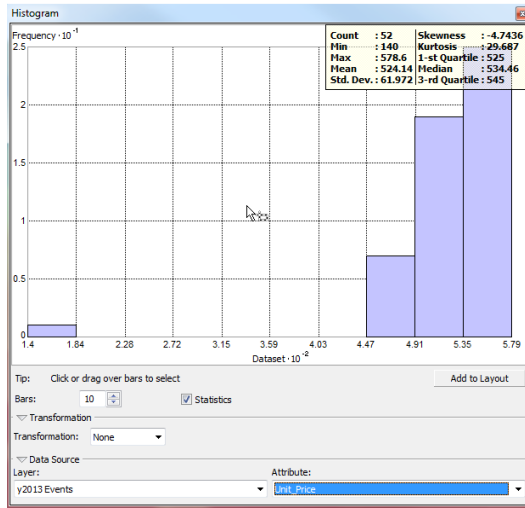 Histogram
Frequency · 10 -1
Count : 52 Skewness : -4.7436
Min : 140 Kurtosis : 29.687
Max : 578.6 1-st Quartile : 525
Mean : 524.14 Median : 534.46
Std. Dev. : 61.972 3-rd Quartile : 545
2.5
2
1.5
1
0.5
0
1.4 1.84 2.28 2.72 3.15 3.59 4.03 4.47 4.91 5.35 5.79
Dataset · 10 -2
Tip: Click or drag over bars to select
Add to Layout
Bars: 10 Statistics
Transformation
Transformation: None
Data Source
Layer: Attribute:
y2013 Events Unit_Price